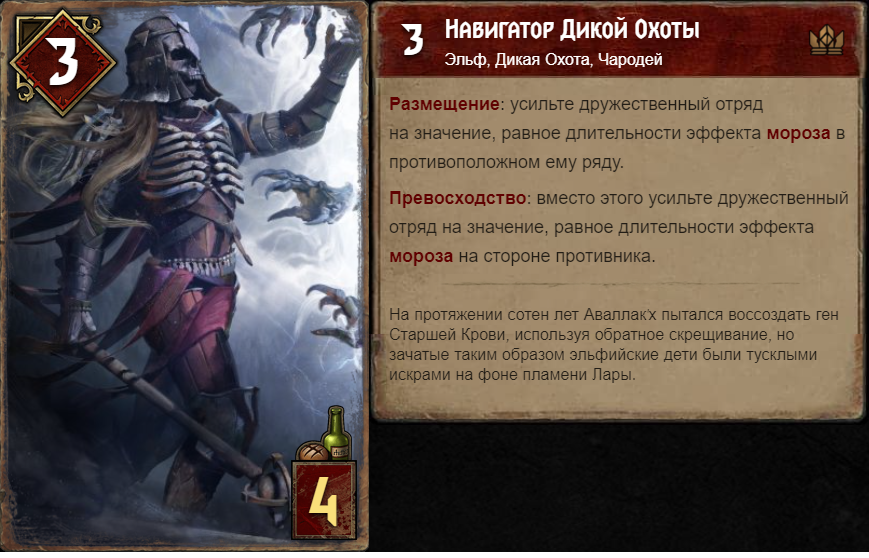 3
3 Навигатор Дикой Охоты
Эльф, Дикая Охота, Чародей
Размещение: усильте дружественный отряд
на значение, равное длительности эффекта мороза в
противоположном ему ряду.
Превосходство: вместо этого усильте дружественный
отряд на значение, равное длительности эффекта
мороза на стороне противника.
На протяжении сотен лет Аваллак'х пытался воссоздать ген
Старшей Крови, используя обратное скрещивание, но
зачатые таким образом эльфийские дети были тусклыми
искрами на фоне пламени Лары.
4